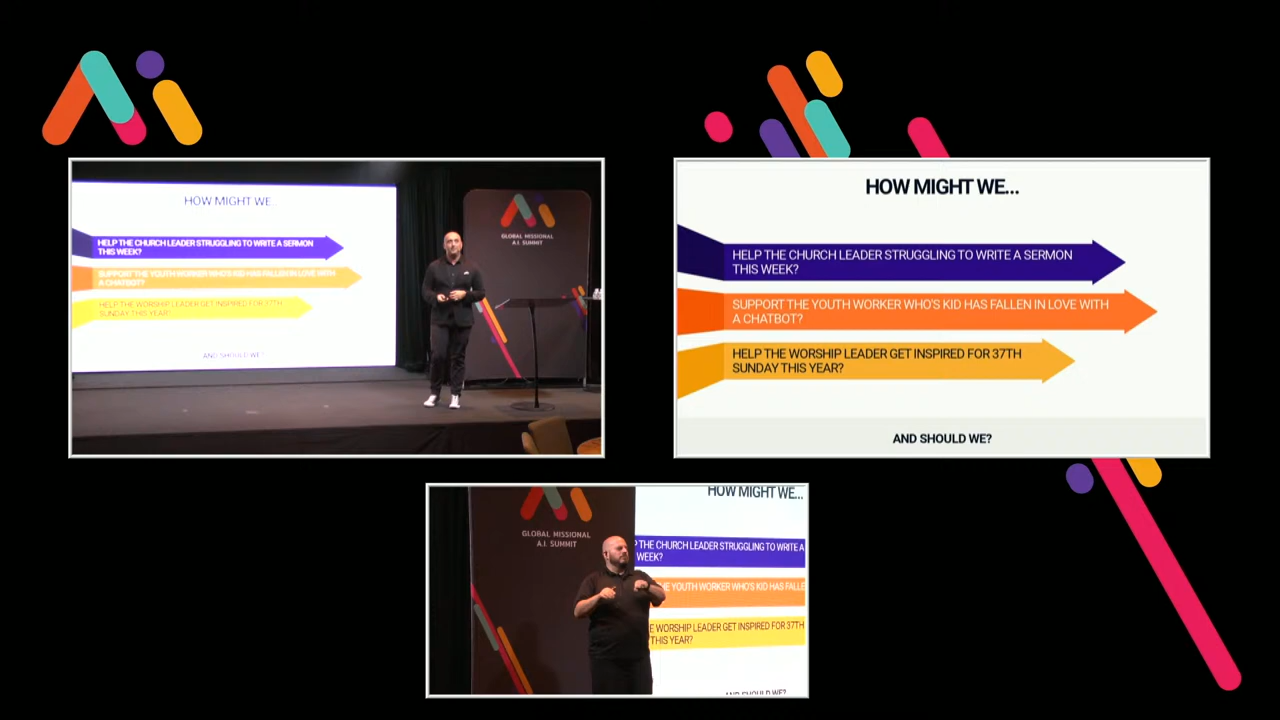 HOW MIGHT WE...
HELP THE CHURCH LEADER STRUGGLING TO WRITE A SERMON
THIS WEEK?
SUPPORT THE YOUTH WORKER WHO'S KID HAS FALLEN IN LOVE WITH
A CHATBOT?
HELP THE WORSHIP LEADER GET INSPIRED FOR 37TH
SUNDAY THIS YEAR?
AND SHOULD WE?
Ai
GLOBAL MISSIONAL
A.I. SUMMIT
HOW MIGHT WE...
HELP THE CHURCH LEADER STRUGGLING TO WRITE A SERMON
THIS WEEK?
SUPPORT THE YOUTH WORKER WHO'S KID HAS FALLEN IN LOVE WITH
A CHATBOT?
HELP THE WORSHIP LEADER GET INSPIRED FOR 37TH
SUNDAY THIS YEAR?
AND SHOULD WE?
GLOBAL MISSIONAL
A.I. SUMMIT
HOW MIGHT WE...
THE CHURCH LEADER STRUGGLING TO WRITE A
WEEK?
THE YOUTH WORKER WHO'S KID HAS FALLE
E WORSHIP LEADER GET INSPIRED FOR 37TH
THIS YEAR?
AND SHOULD WE?